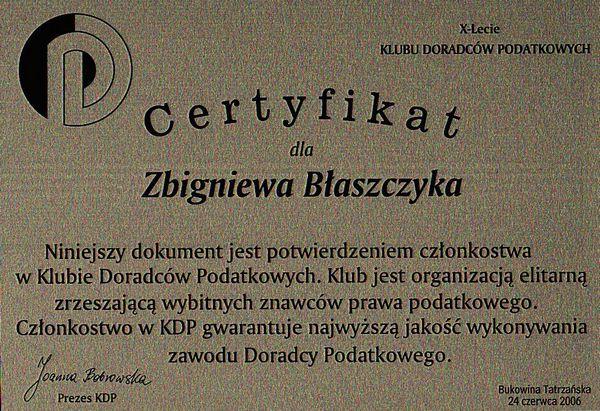 X-Lecie
KLUBU DORADCÓW PODATKOWYCH
Certyfikat
dla
Zbigniewa Błaszczyka
Niniejszy dokument jest potwierdzeniem członkostwa
w Klubie Doradców Podatkowych. Klub jest organizacją elitarną
zrzeszającą wybitnych znawców prawa podatkowego.
Członkostwo w KDP gwarantuje najwyższą jakość wykonywania
zawodu Doradcy Podatkowego.
Joanna Bobrowska
Prezes KDP
Bukowina Tatrzańska
24 czerwca 2006